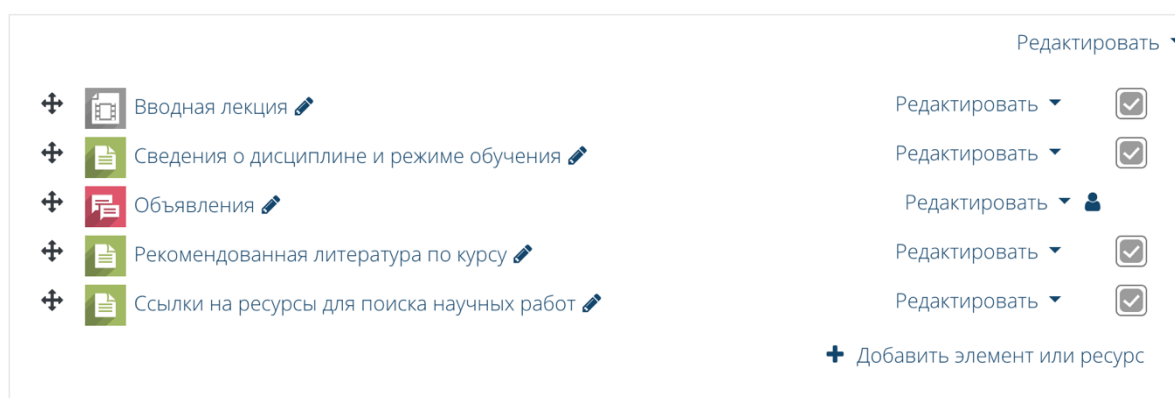 Редактировать
Вводная лекция Редактировать
Сведения о дисциплине и режиме обучения Редактировать
Объявления Редактировать
Рекомендованная литература по курсу Редактировать
Ссылки на ресурсы для поиска научных работ Редактировать
Добавить элемент или ресурс